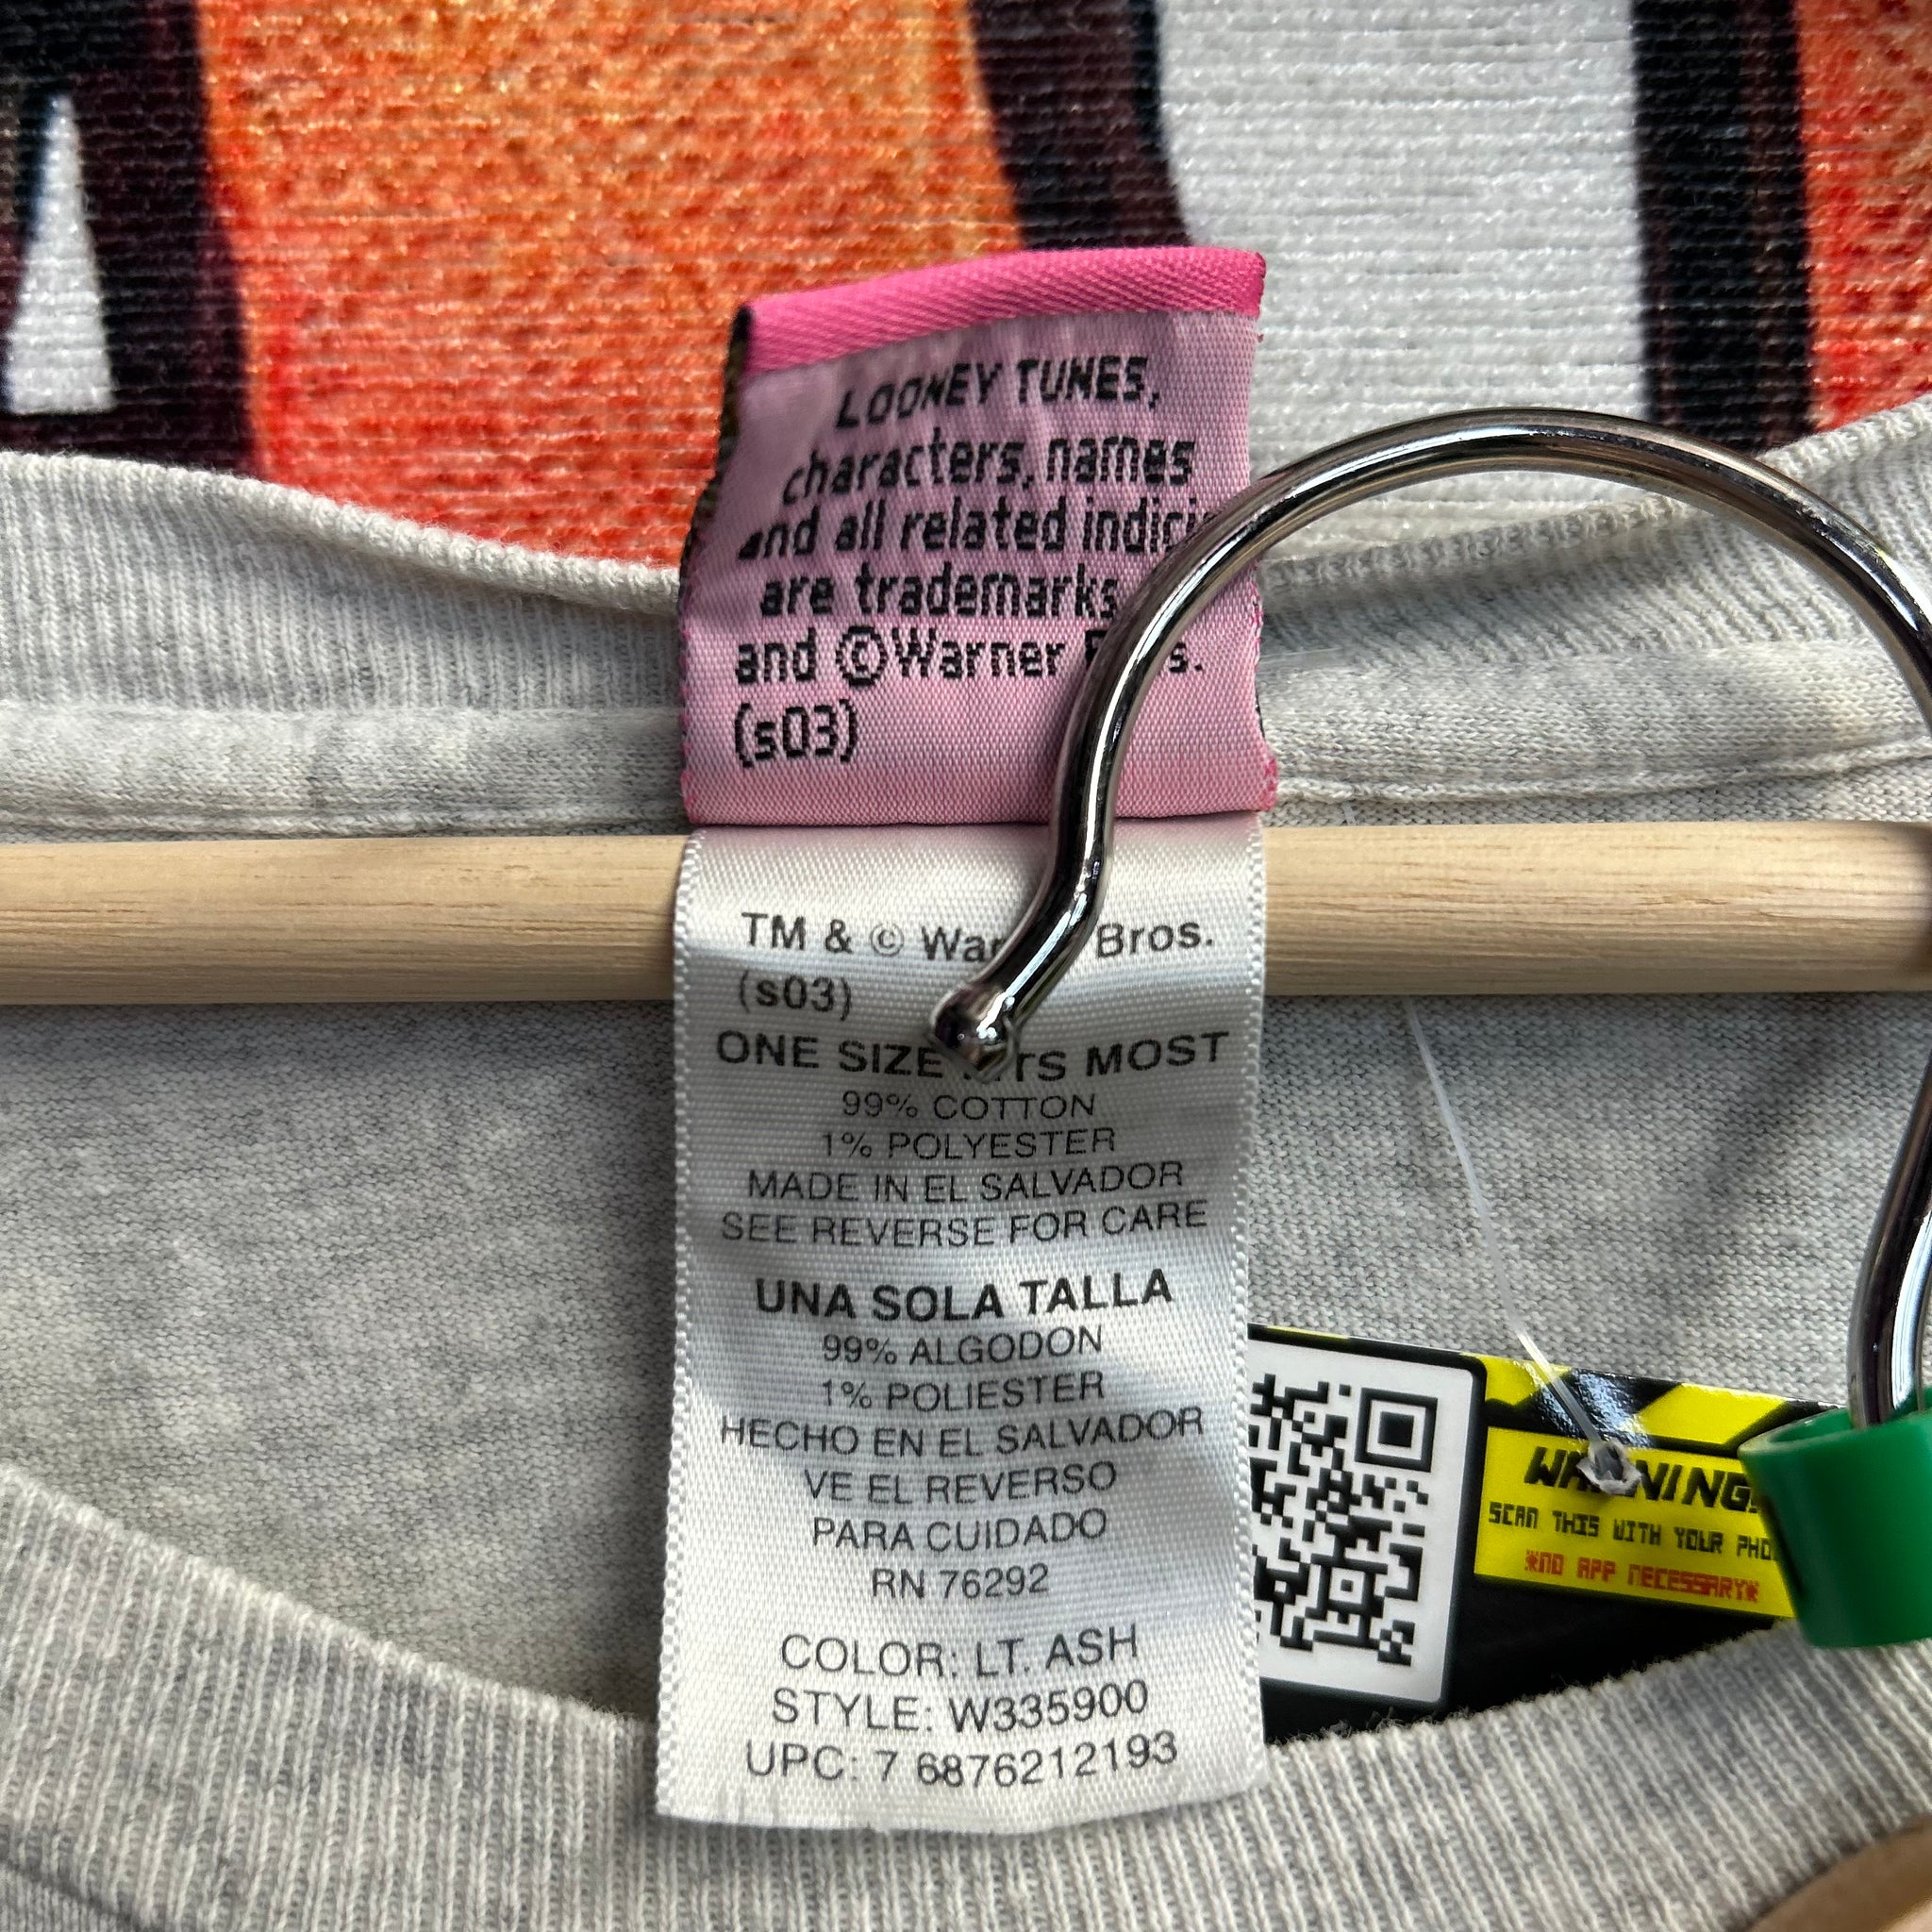 LOONEY TUNES,
characters, names
and all related
are trademarks
and ©Warner
(s03)
TM & © Bros.
(s03)
ONE SIZE MOST
99% COTTON
1% POLYESTER
MADE IN EL SALVADOR
SEE REVERSE FOR CARE
UNA SOLA TALLA
99% ALGODON
1% POLIESTER
HECHO EN EL SALVADOR
VE EL REVERSO
PARA CUIDADO
RN 76292
COLOR: LT. ASH
STYLE: W335900
UPC: 7 6876212193
WARNING!
SCAN THIS WITH YOUR
*NO APP NECESSARY*